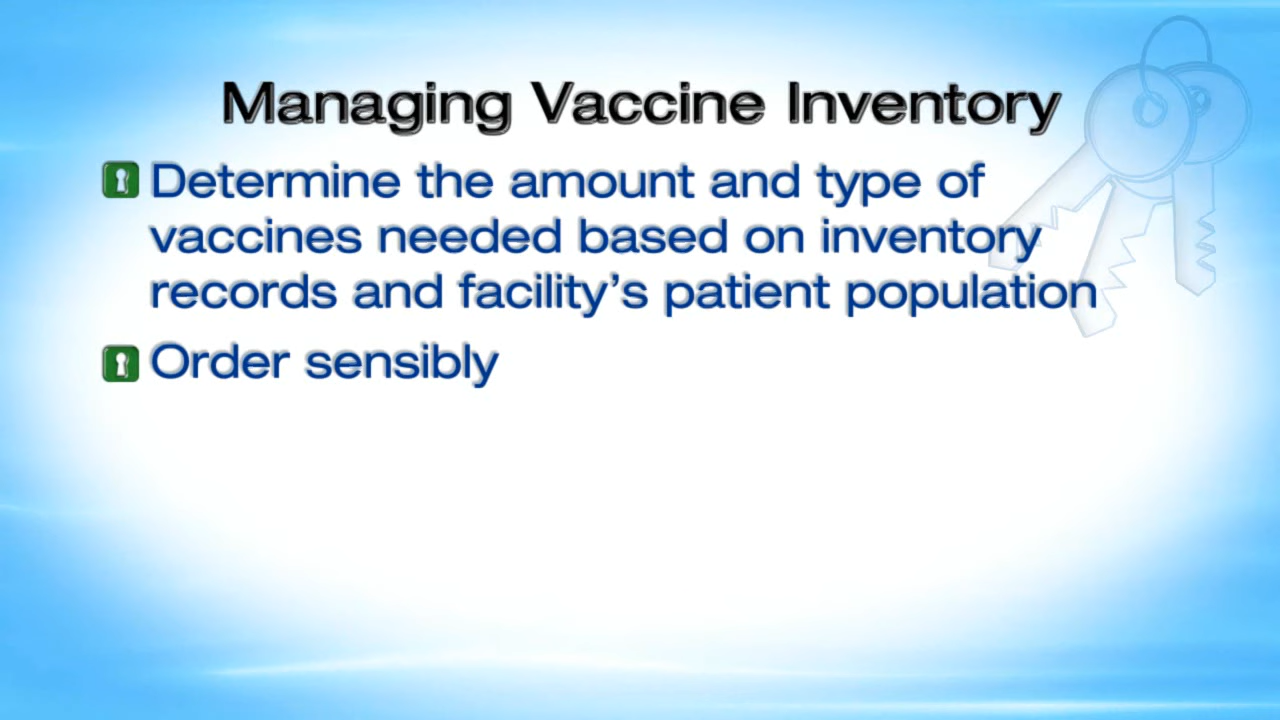 Managing Vaccine Inventory
Determine the amount and type of
vaccines needed based on inventory
records and facility’s patient population
Order sensibly